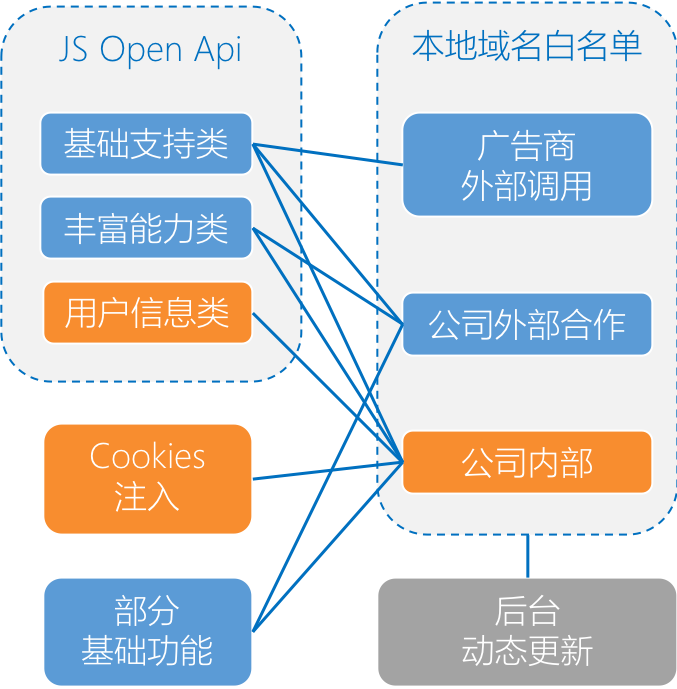 JS Open Api
基础支持类
丰富能力类
用户信息类
Cookies
注入
部分
基础功能
本地域名白名单
广告商
外部调用
公司外部合作
公司内部
后台
动态更新